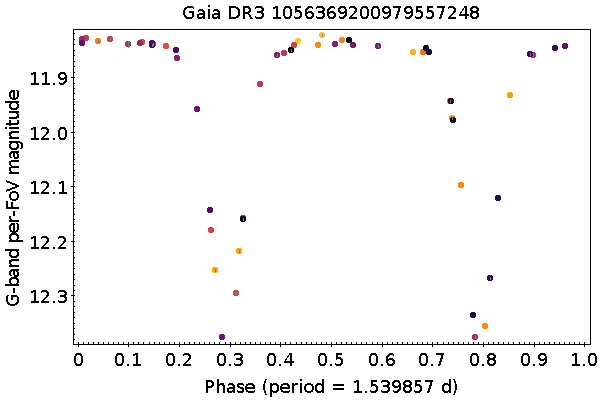 Gaia DR3 1056369200979557248
G-band per-FoV magnitude
11.9
12.0
12.1
12.2
12.3
0 0.1 0.2 0.3 0.4 0.5 0.6 0.7 0.8 0.9 1.0
Phase (period = 1.539857 d)